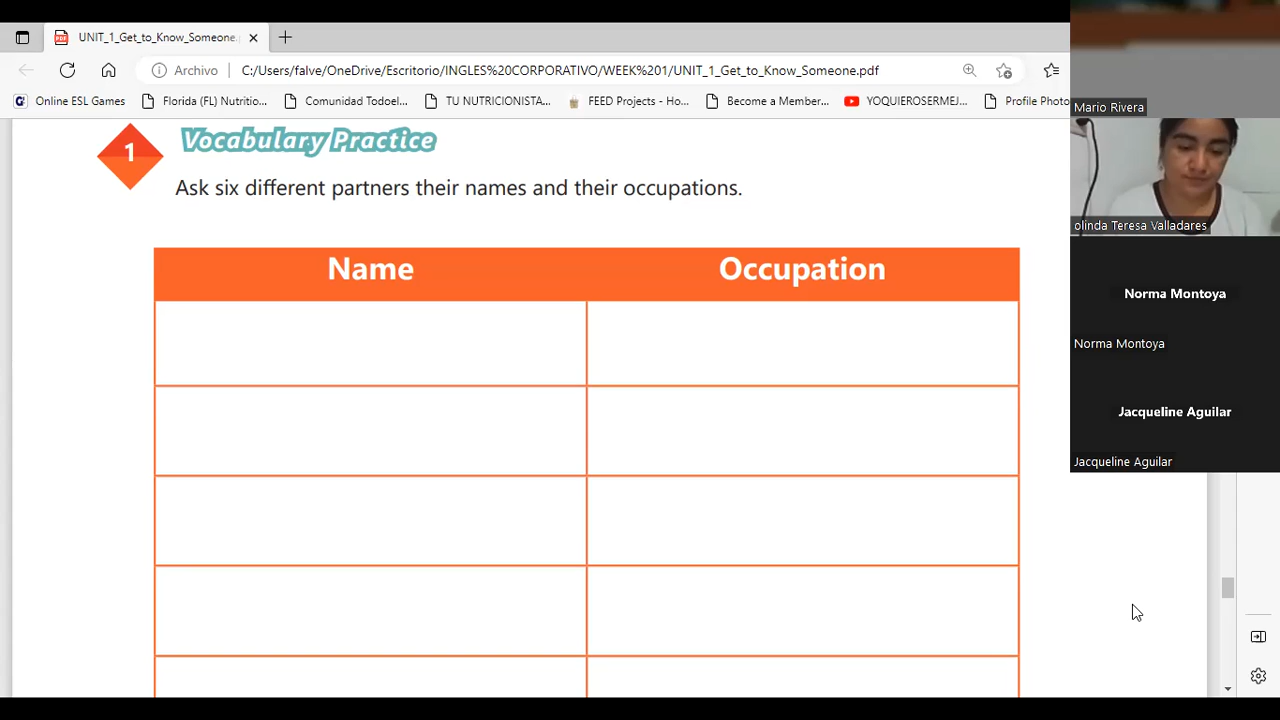 UNIT_1_Get_to_Know_Someone.
Archivo
C:/Users/falve/OneDrive/Escritorio/INGLES%20CORPORATIVO/WEEK%201/UNIT_1_Get_to_Know_Someone.pdf
Online ESL Games
Florida (FL) Nutritio...
Comunidad Todoel...
TU NUTRICIONISTA...
FEED Projects - Ho...
Become a Member...
YOQUIEROSERMEJ...
Profile Photo
1
Vocabulary Practice
Ask six different partners their names and their occupations.
Name
Occupation
Mario Rivera
olinda Teresa Valladares
Norma Montoya
Norma Montoya
Jacqueline Aguilar
Jacqueline Aguilar